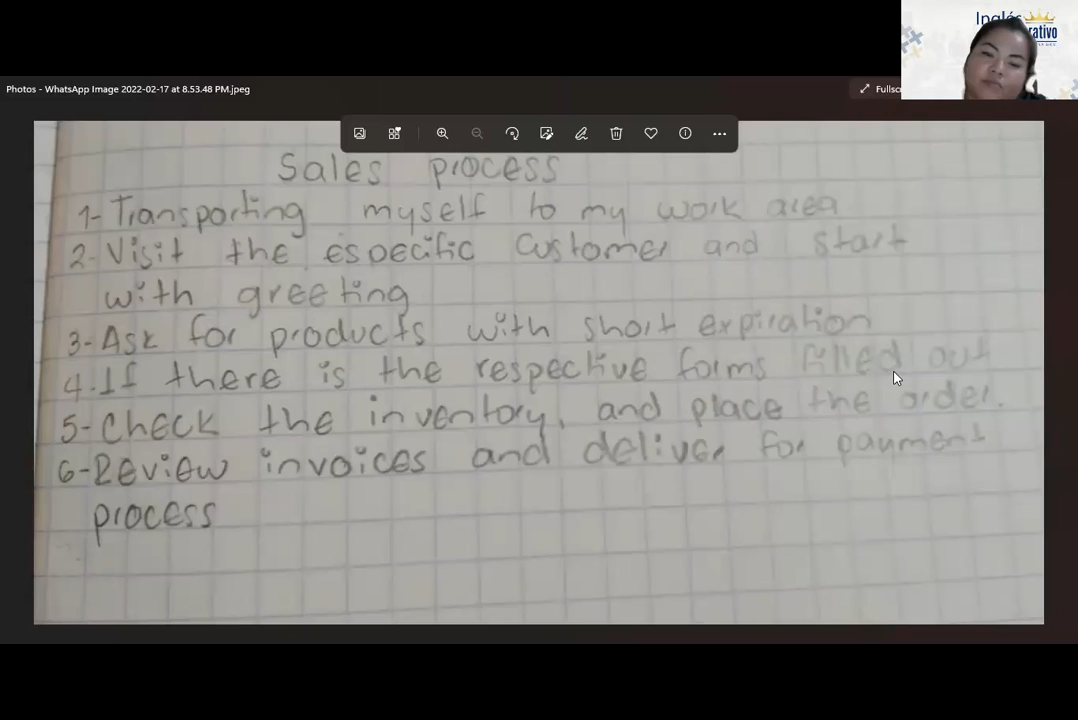 Inglés
rativo
Photos - WhatsApp Image 2022-02-17 at 8.53.48 PM.jpeg
Fullsc
Sales process
1- Transporting myself to my work area
2- Visit the especific customer and start
with greeting
3- Ask for products with short expiration
4. If there is the respective forms filled out
5- Check the inventory, and place the order.
6- Review invoices and deliver for payment
process